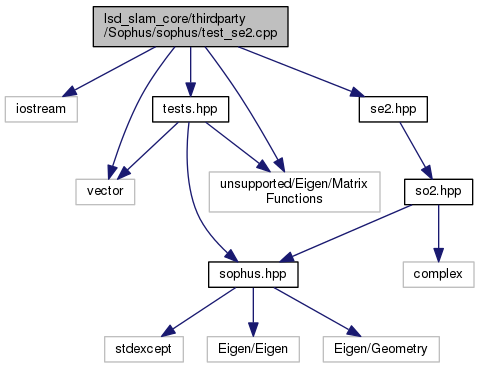 lsd_slam_core/thirdparty
/Sophus/sophus/test_se2.cpp
iostream
tests.hpp
se2.hpp
vector
unsupported/Eigen/Matrix
Functions
so2.hpp
sophus.hpp
complex
stdexcept
Eigen/Eigen
Eigen/Geometry